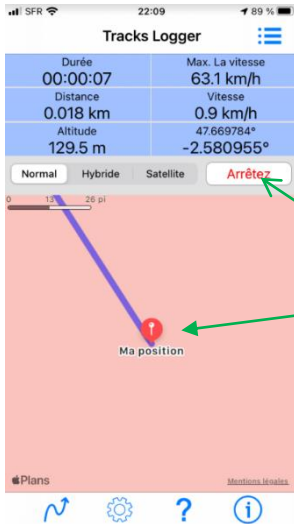 SFR 22:09 89 %
Tracks Logger
Durée Max. La vitesse
00:00:07 63.1 km/h
Distance Vitesse
0.018 km 0.9 km/h
Altitude 47.669784°
129.5 m -2.580955°
Normal Hybride Satellite Arrêtez
0 13 26 pi
Ma position
Plans Mentions légales
? i